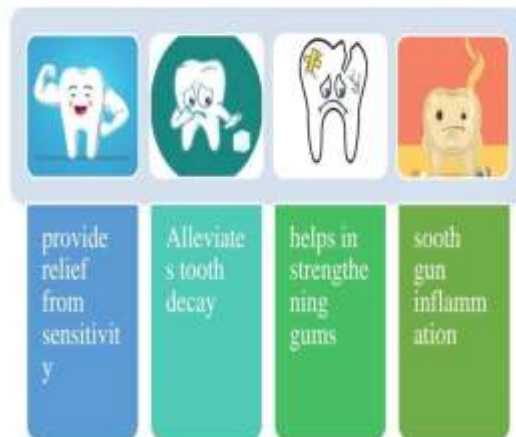 provide
relief
from
sensitivit
y
Alleviate
s tooth
decay
helps in
strengthe
ning
gums
sooth
gun
inflamm
ation